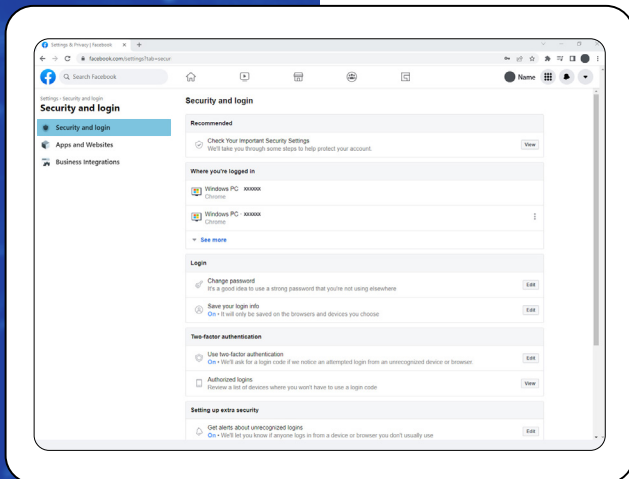 Settings & Privacy | Facebook
facebook.com/settings?tab=secur
Search Facebook
Name
Settings › Security and login
Security and login
Security and login
Apps and Websites
Business Integrations
Security and login
Recommended
Check Your Important Security Settings
We'll take you through some steps to help protect your account.
View
Where you're logged in
Windows PC · xxxxxx
Chrome
Windows PC · xxxxxx
Chrome
See more
Login
Change password
It's a good idea to use a strong password that you're not using elsewhere
Edit
Save your login info
On • It will only be saved on the browsers and devices you choose
Edit
Two-factor authentication
Use two-factor authentication
On • We'll ask for a login code if we notice an attempted login from an unrecognized device or browser.
Edit
Authorized logins
Review a list of devices where you won't have to use a login code
View
Setting up extra security
Get alerts about unrecognized logins
On • We'll let you know if anyone logs in from a device or browser you don't usually use
Edit